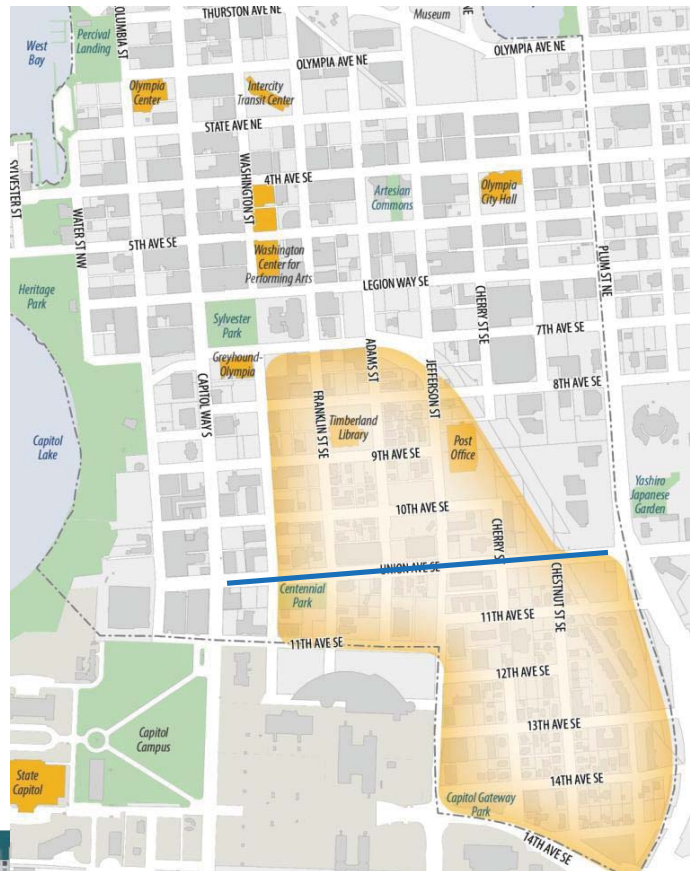 THURSTON AVE NE
Museum
NE
COLUMBIA ST
West
Bay
Percival
Landing
OLYMPIA AVE NE
OLYMPIA AVE NE
Olympia
Center
Intercity
Transit Center
STATE AVE NE
SYLVESTER ST
WASHINGTON ST
4TH AVE SE
Artesian
Commons
Olympia
City Hall
WATER ST NW
5TH AVE SE
Washington
Center for
Performing Arts
PLUM ST NE
Heritage
Park
LEGION WAY SE
CHERRY ST SE
Sylvester
Park
7TH AVE SE
Greyhound-
Olympia
ADAMS ST
JEFFERSON ST
8TH AVE SE
CAPITOL WAY S
FRANKLIN ST SE
Timberland
Library
Capitol
Lake
9TH AVE SE
Post
Office
Yashiro
Japanese
Garden
10TH AVE SE
CHERRY S
UNION AVE SE
CHESTNUT ST SE
Centennial
Park
11TH AVE SE
11TH AVE SE
12TH AVE SE
Capitol
Campus
13TH AVE SE
State
Capitol
14TH AVE SE
Capitol Gateway
Park
14TH AVE SE